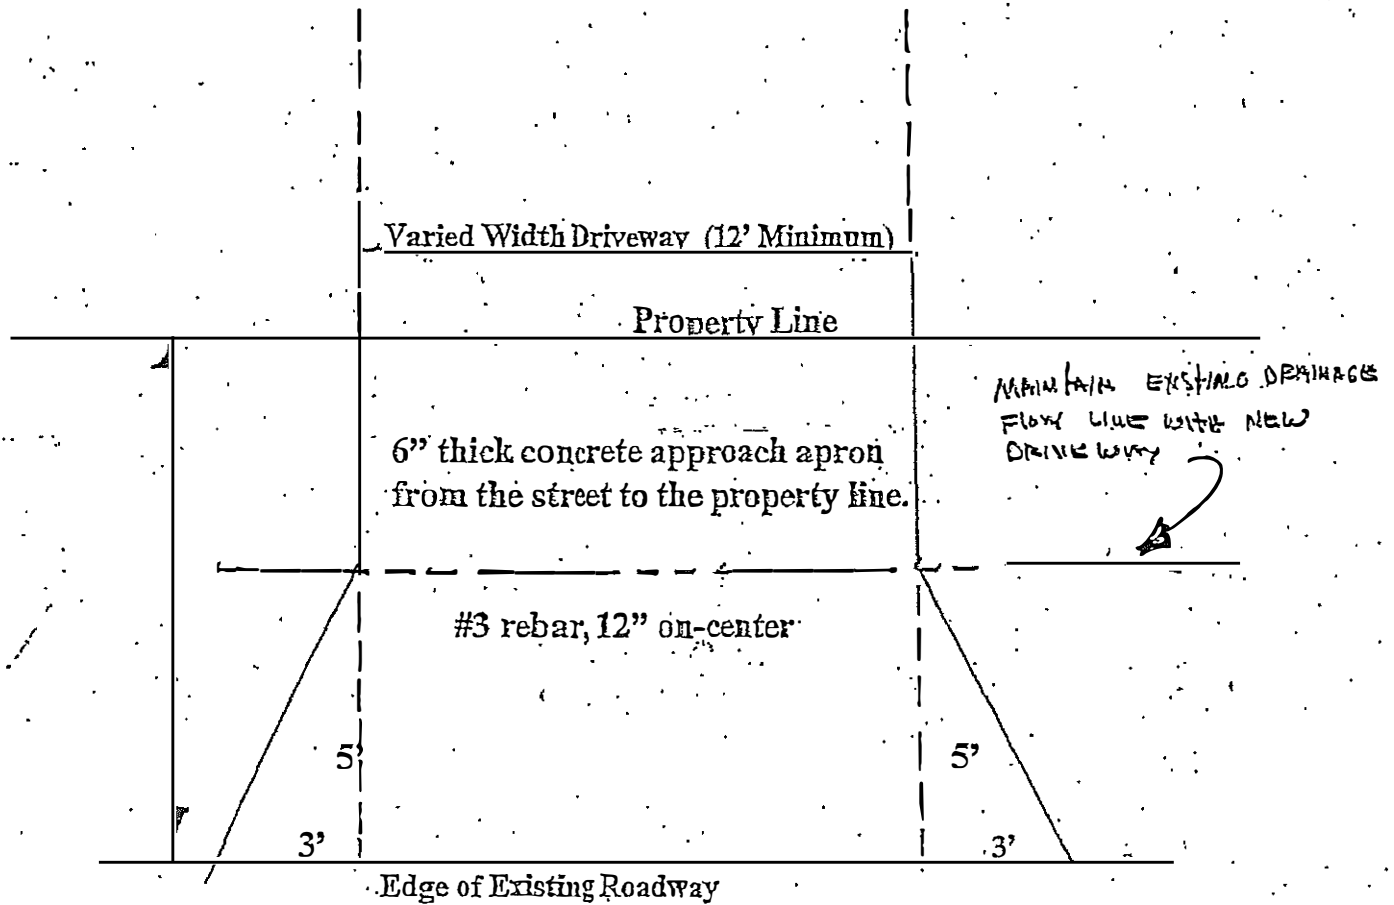 Varied Width Driveway (12' Minimum)
Property Line
MAINTAIN EXISTING DRAINAGE
FLOW LINE WITH NEW
DRIVEWAY
6” thick concrete approach apron
from the street to the property line.
#3 rebar, 12” on-center
5’
5’
3’
3’
Edge of Existing Roadway